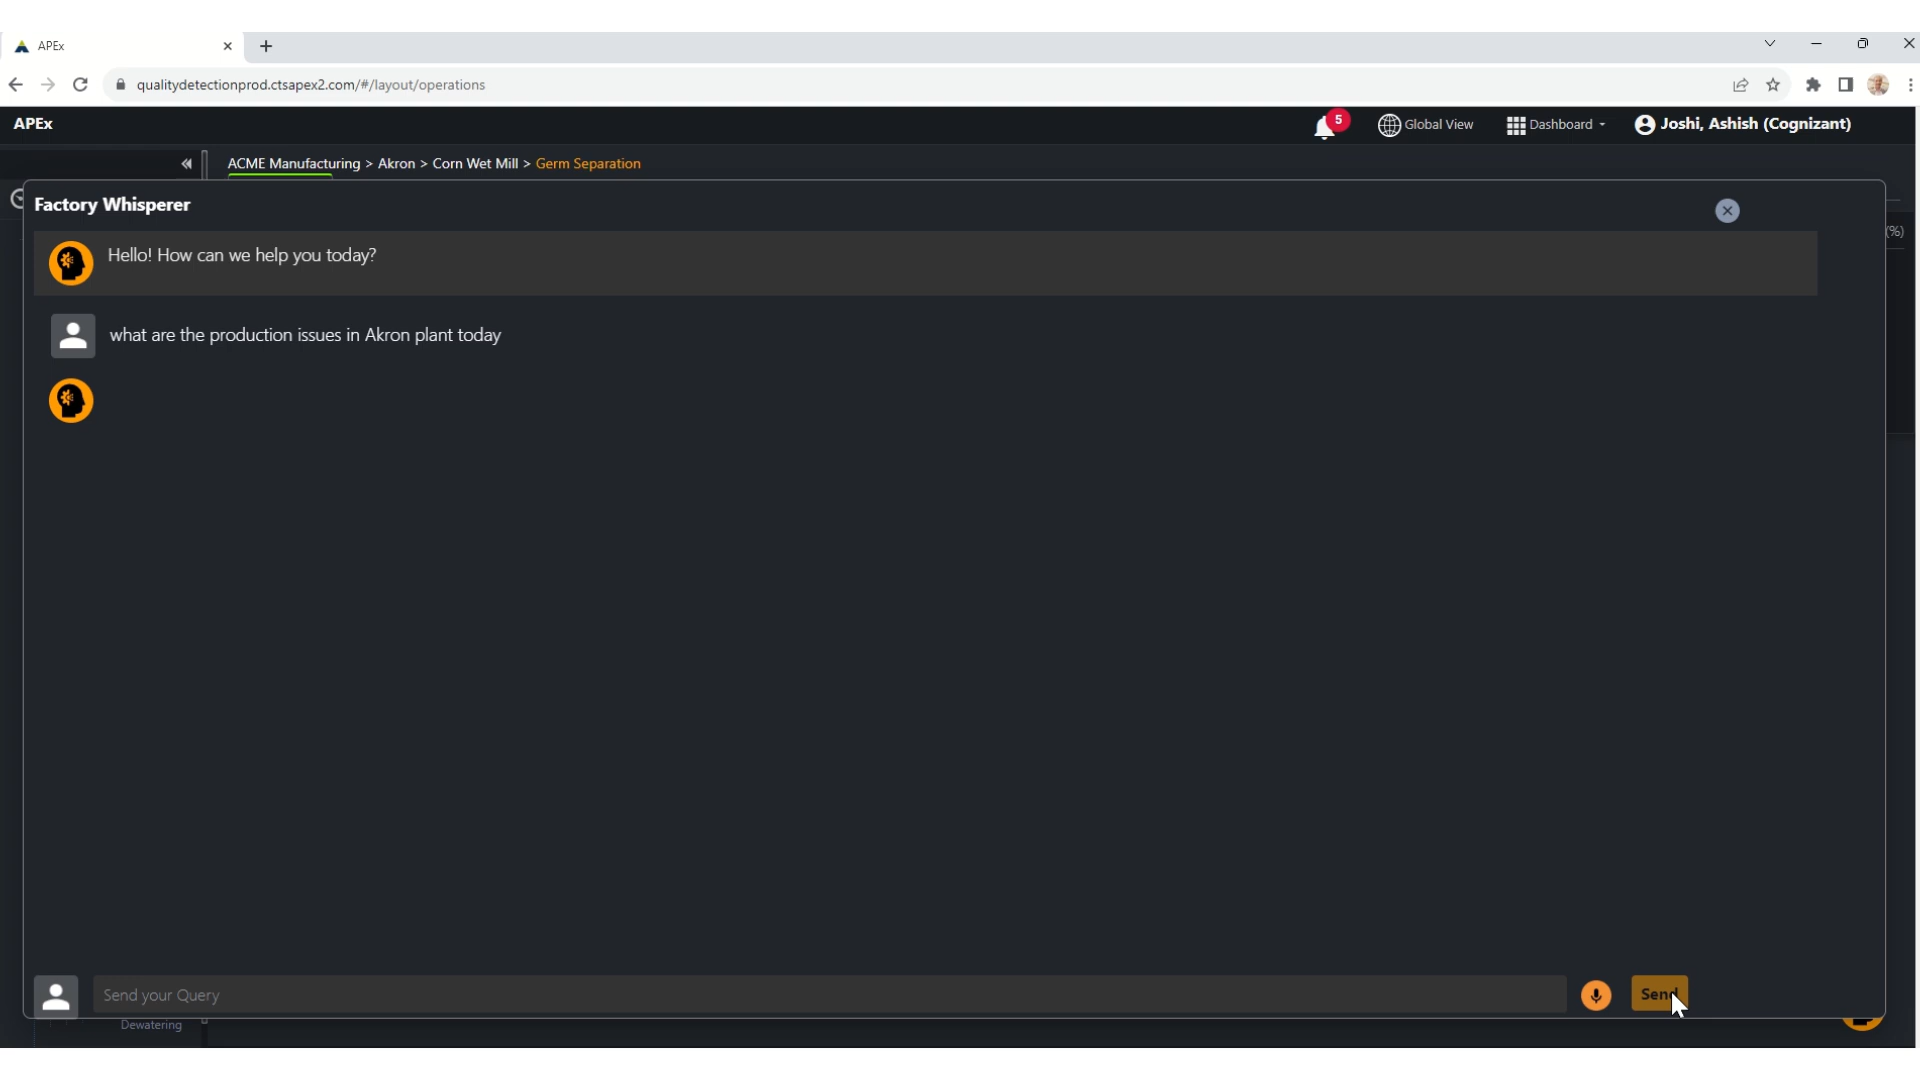 APEx
qualitydetectionprod.ctsapex2.com/#/layout/operations
APEx
5
Global View
Dashboard
Joshi, Ashish (Cognizant)
ACME Manufacturing > Akron > Corn Wet Mill > Germ Separation
Factory Whisperer
(%)
Hello! How can we help you today?
what are the production issues in Akron plant today
Send your Query
Send
Dewatering